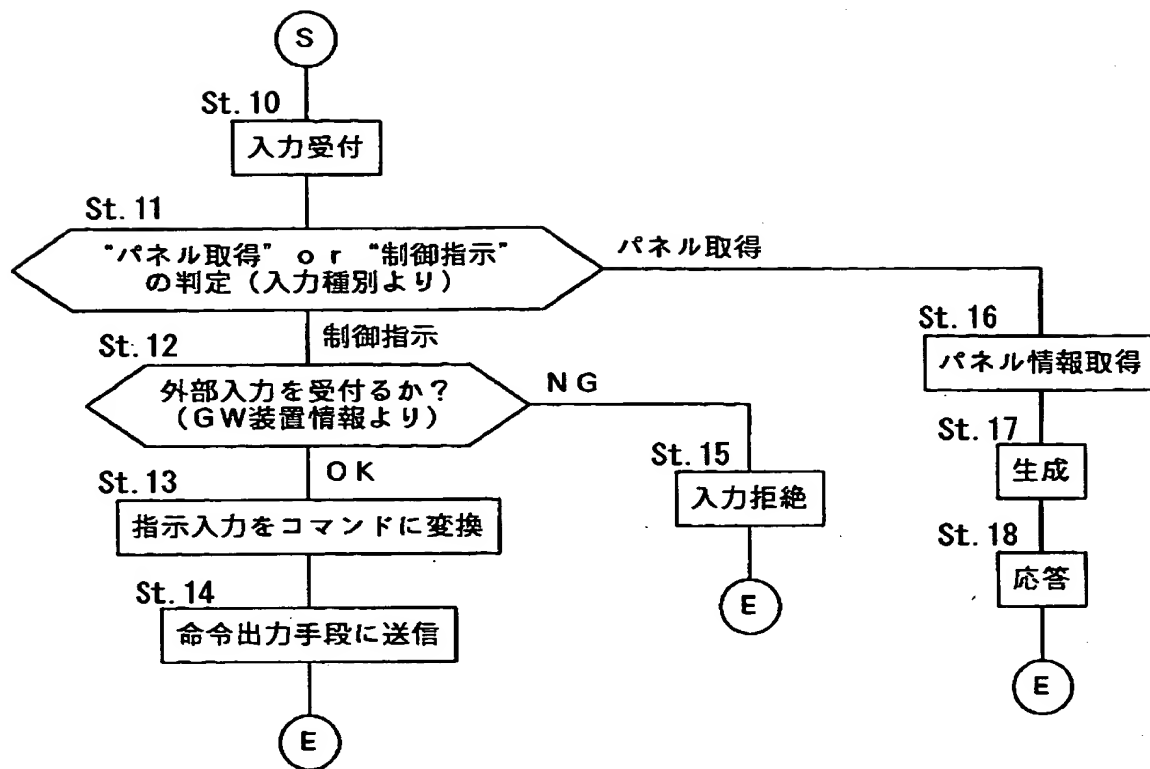 S
St. 10
入力受付
St. 11
“パネル取得” or “制御指示”
の判定（入力種別より）
パネル取得
制御指示
St. 12
外部入力を受付るか？
（GW装置情報より）
NG
OK
St. 13
指示入力をコマンドに変換
St. 14
命令出力手段に送信
E
St. 15
入力拒絶
E
St. 16
パネル情報取得
St. 17
生成
St. 18
応答
E